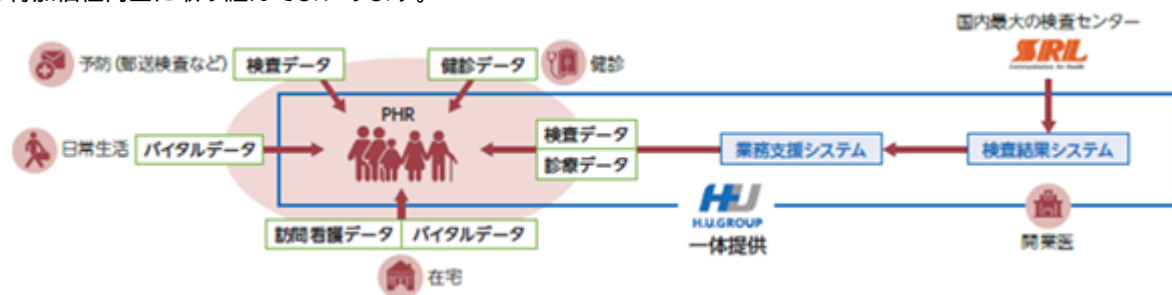 国内最大の検査センター
SRL
予防（郵送検査など）
検査データ
健診データ
健診
PHR
日常生活
バイタルデータ
検査データ
診療データ
業務支援システム
検査結果システム
H.U.GROUP
一体提供
開業医
訪問看護データ
バイタルデータ
在宅